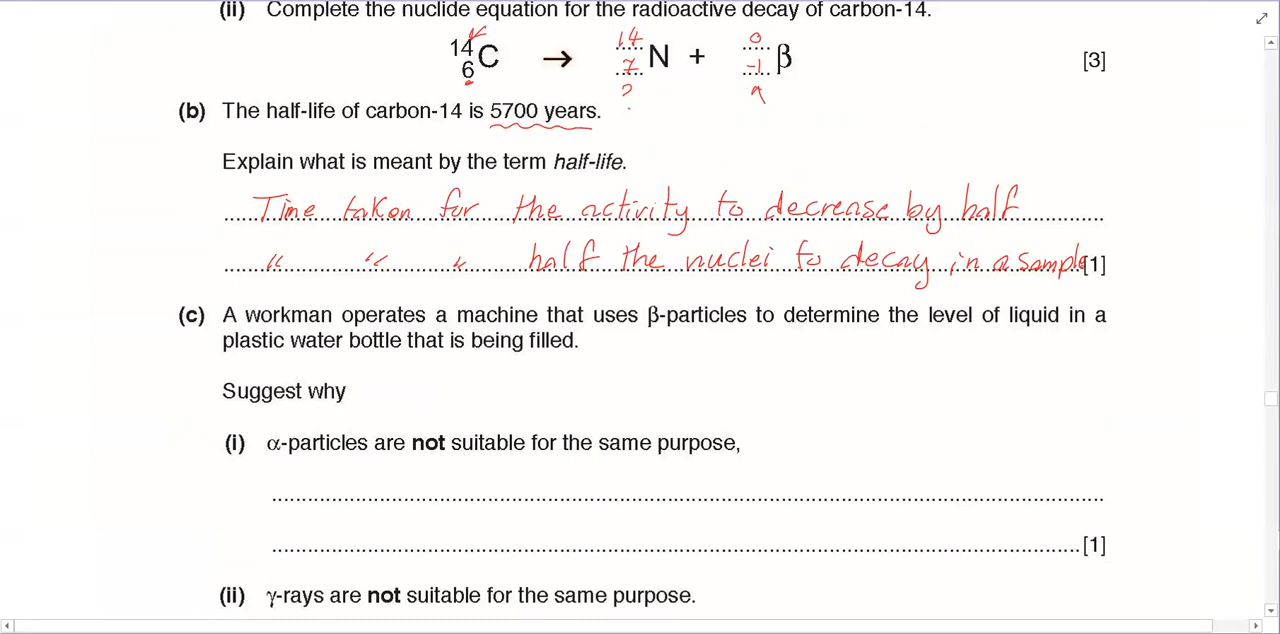 (ii) Complete the nuclide equation for the radioactive decay of carbon-14.
14 14 0
6 C → 7 N + -1 β [3]
?
(b) The half-life of carbon-14 is 5700 years.
Explain what is meant by the term half-life.
Time taken for the activity to decrease by half
" " " half the nuclei to decay in a sample [1]
(c) A workman operates a machine that uses β-particles to determine the level of liquid in a
plastic water bottle that is being filled.
Suggest why
(i) α-particles are not suitable for the same purpose,
[1]
(ii) γ-rays are not suitable for the same purpose.